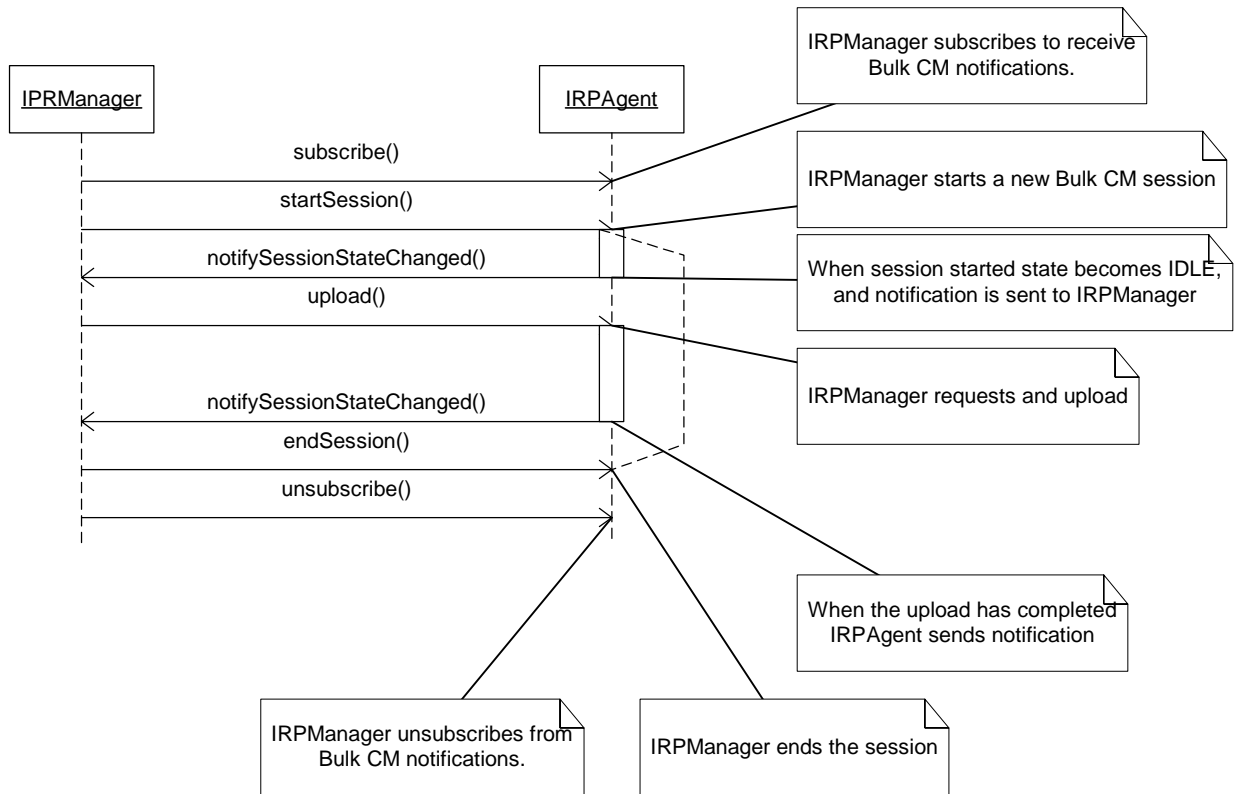 IRPManager subscribes to receive
Bulk CM notifications.
IPRManager
IRPAgent
subscribe()
IRPManager starts a new Bulk CM session
startSession()
notifySessionStateChanged()
When session started state becomes IDLE,
and notification is sent to IRPManager
upload()
IRPManager requests and upload
notifySessionStateChanged()
endSession()
unsubscribe()
When the upload has completed
IRPAgent sends notification
IRPManager unsubscribes from
Bulk CM notifications.
IRPManager ends the session